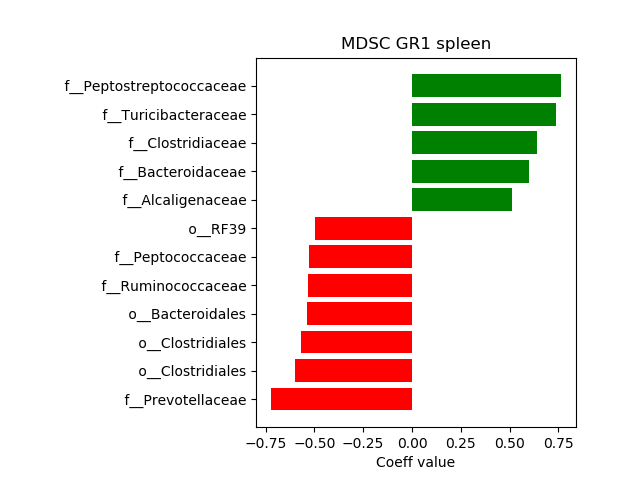 MDSC GR1 spleen
f__Peptostreptococcaceae
f__Turicibacteraceae
f__Clostridiaceae
f__Bacteroidaceae
f__Alcaligenaceae
o__RF39
f__Peptococcaceae
f__Ruminococcaceae
o__Bacteroidales
o__Clostridiales
o__Clostridiales
f__Prevotellaceae
−0.75 −0.50 −0.25 0.00 0.25 0.50 0.75
Coeff value